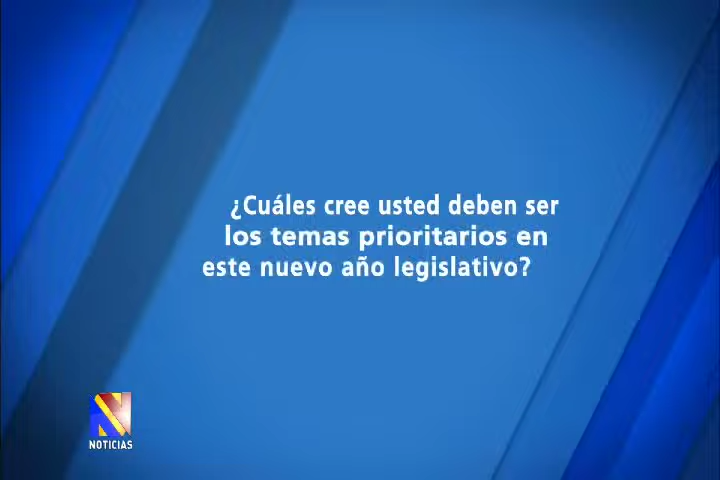 ¿Cuáles cree usted deben ser
los temas prioritarios en
este nuevo año legislativo?
N
NOTICIAS